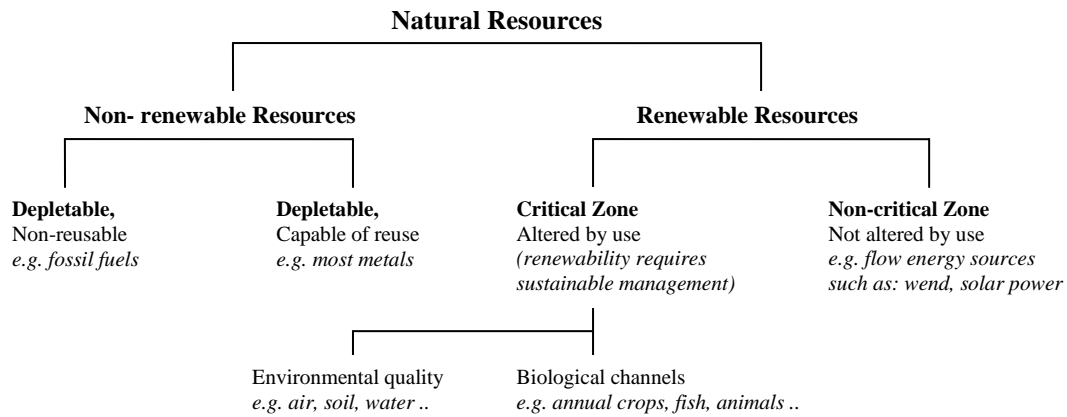 Natural Resources
Non- renewable Resources
Renewable Resources
Depletable,
Non-reusable
e.g. fossil fuels
Depletable,
Capable of reuse
e.g. most metals
Critical Zone
Altered by use
(renewability requires
sustainable management)
Non-critical Zone
Not altered by use
e.g. flow energy sources
such as: wend, solar power
Environmental quality
e.g. air, soil, water ..
Biological channels
e.g. annual crops, fish, animals ..